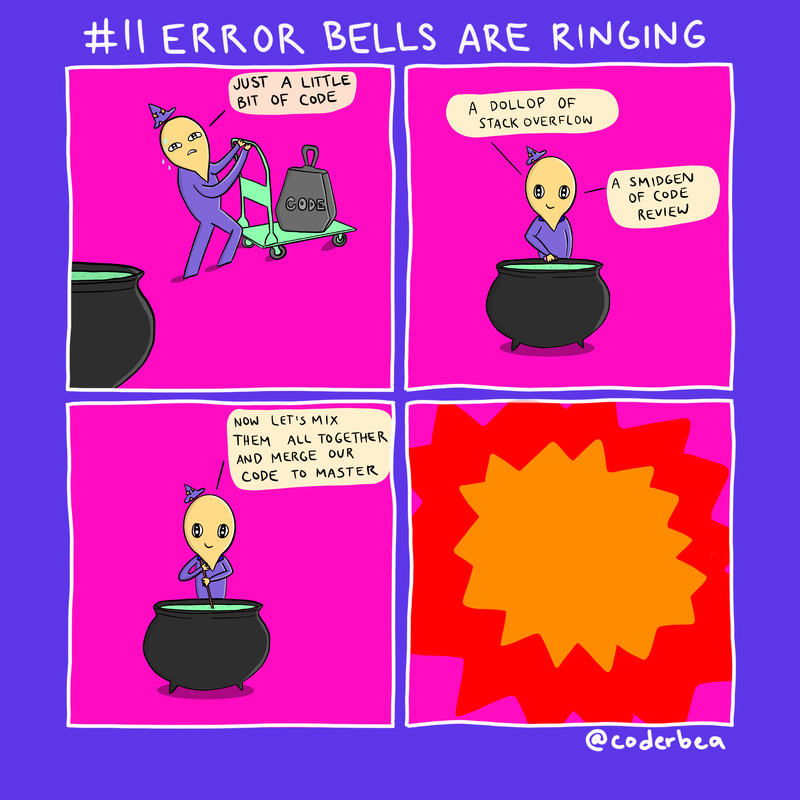 #11 ERROR BELLS ARE RINGING
JUST A LITTLE
BIT OF CODE
CODE
A DOLLOP OF
STACK OVERFLOW
A SMIDGEN
OF CODE
REVIEW
NOW LET'S MIX
THEM ALL TOGETHER
AND MERGE OUR
CODE TO MASTER
@coderbea